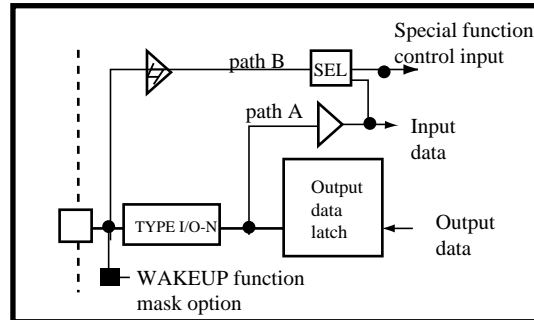 Special function
control input
path B
SEL
path A
Input
data
Output
data
latch
TYPE I/O-N
Output
data
WAKEUP function
mask option